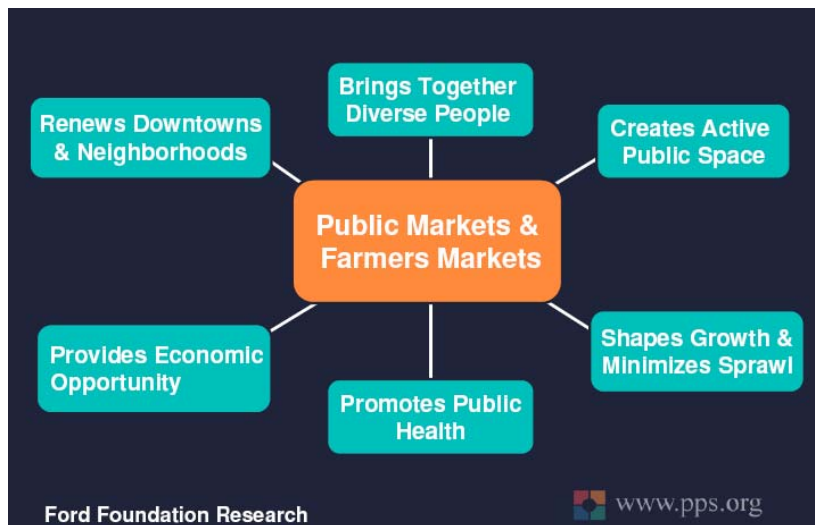 Brings Together
Diverse People
Renews Downtowns
& Neighborhoods
Creates Active
Public Space
Public Markets &
Farmers Markets
Provides Economic
Opportunity
Shapes Growth &
Minimizes Sprawl
Promotes Public
Health
Ford Foundation Research
www.pps.org